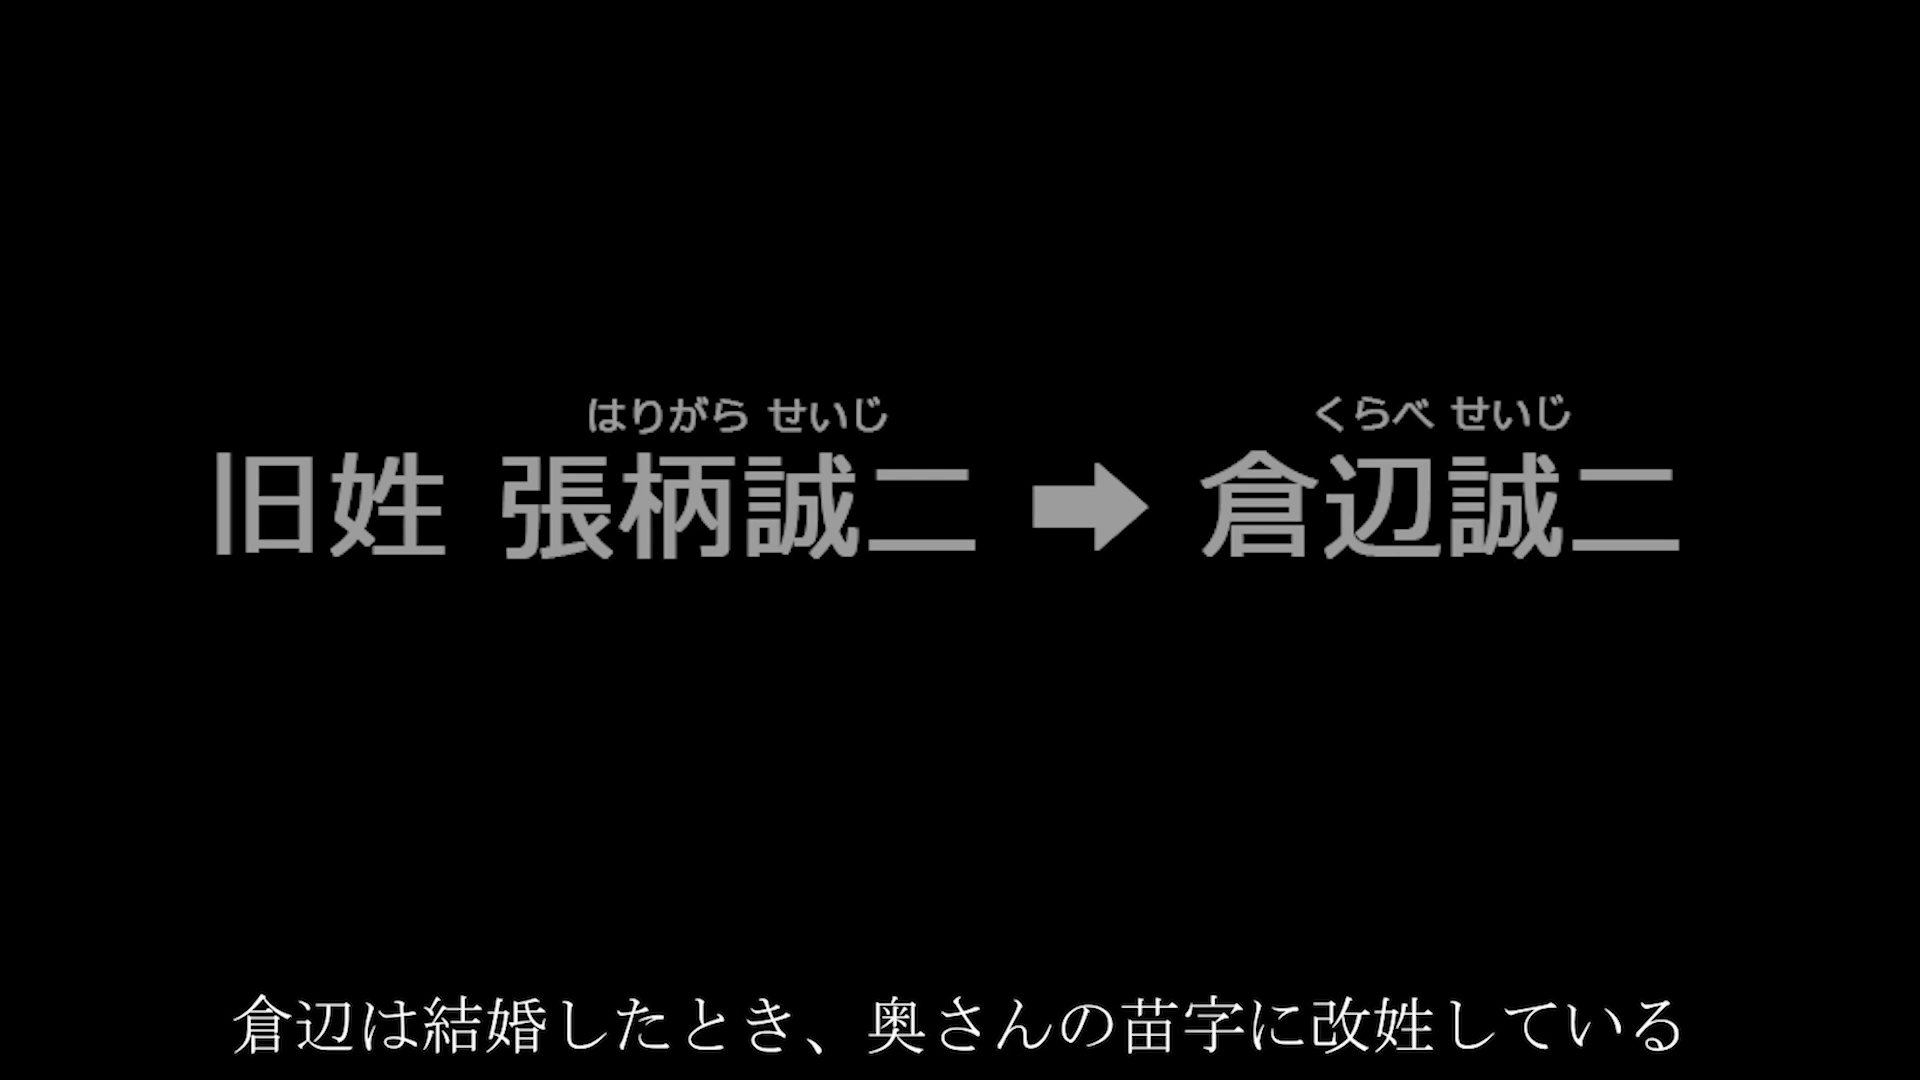 はりがら せいじ くらべ せいじ
旧姓 張柄誠二 ➡ 倉辺誠二
倉辺は結婚したとき、奥さんの苗字に改姓している